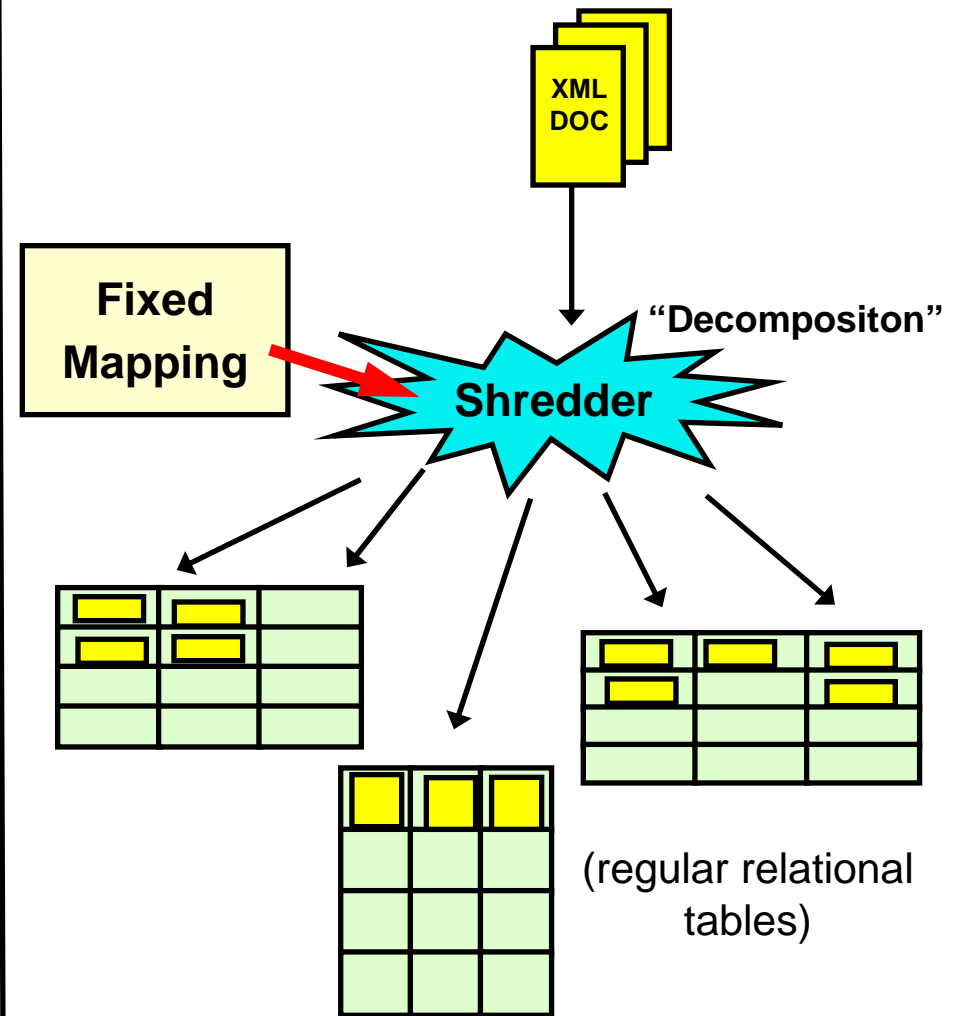 XML
DOC
Fixed
Mapping
“Decompositon”
Shredder
(regular relational
tables)